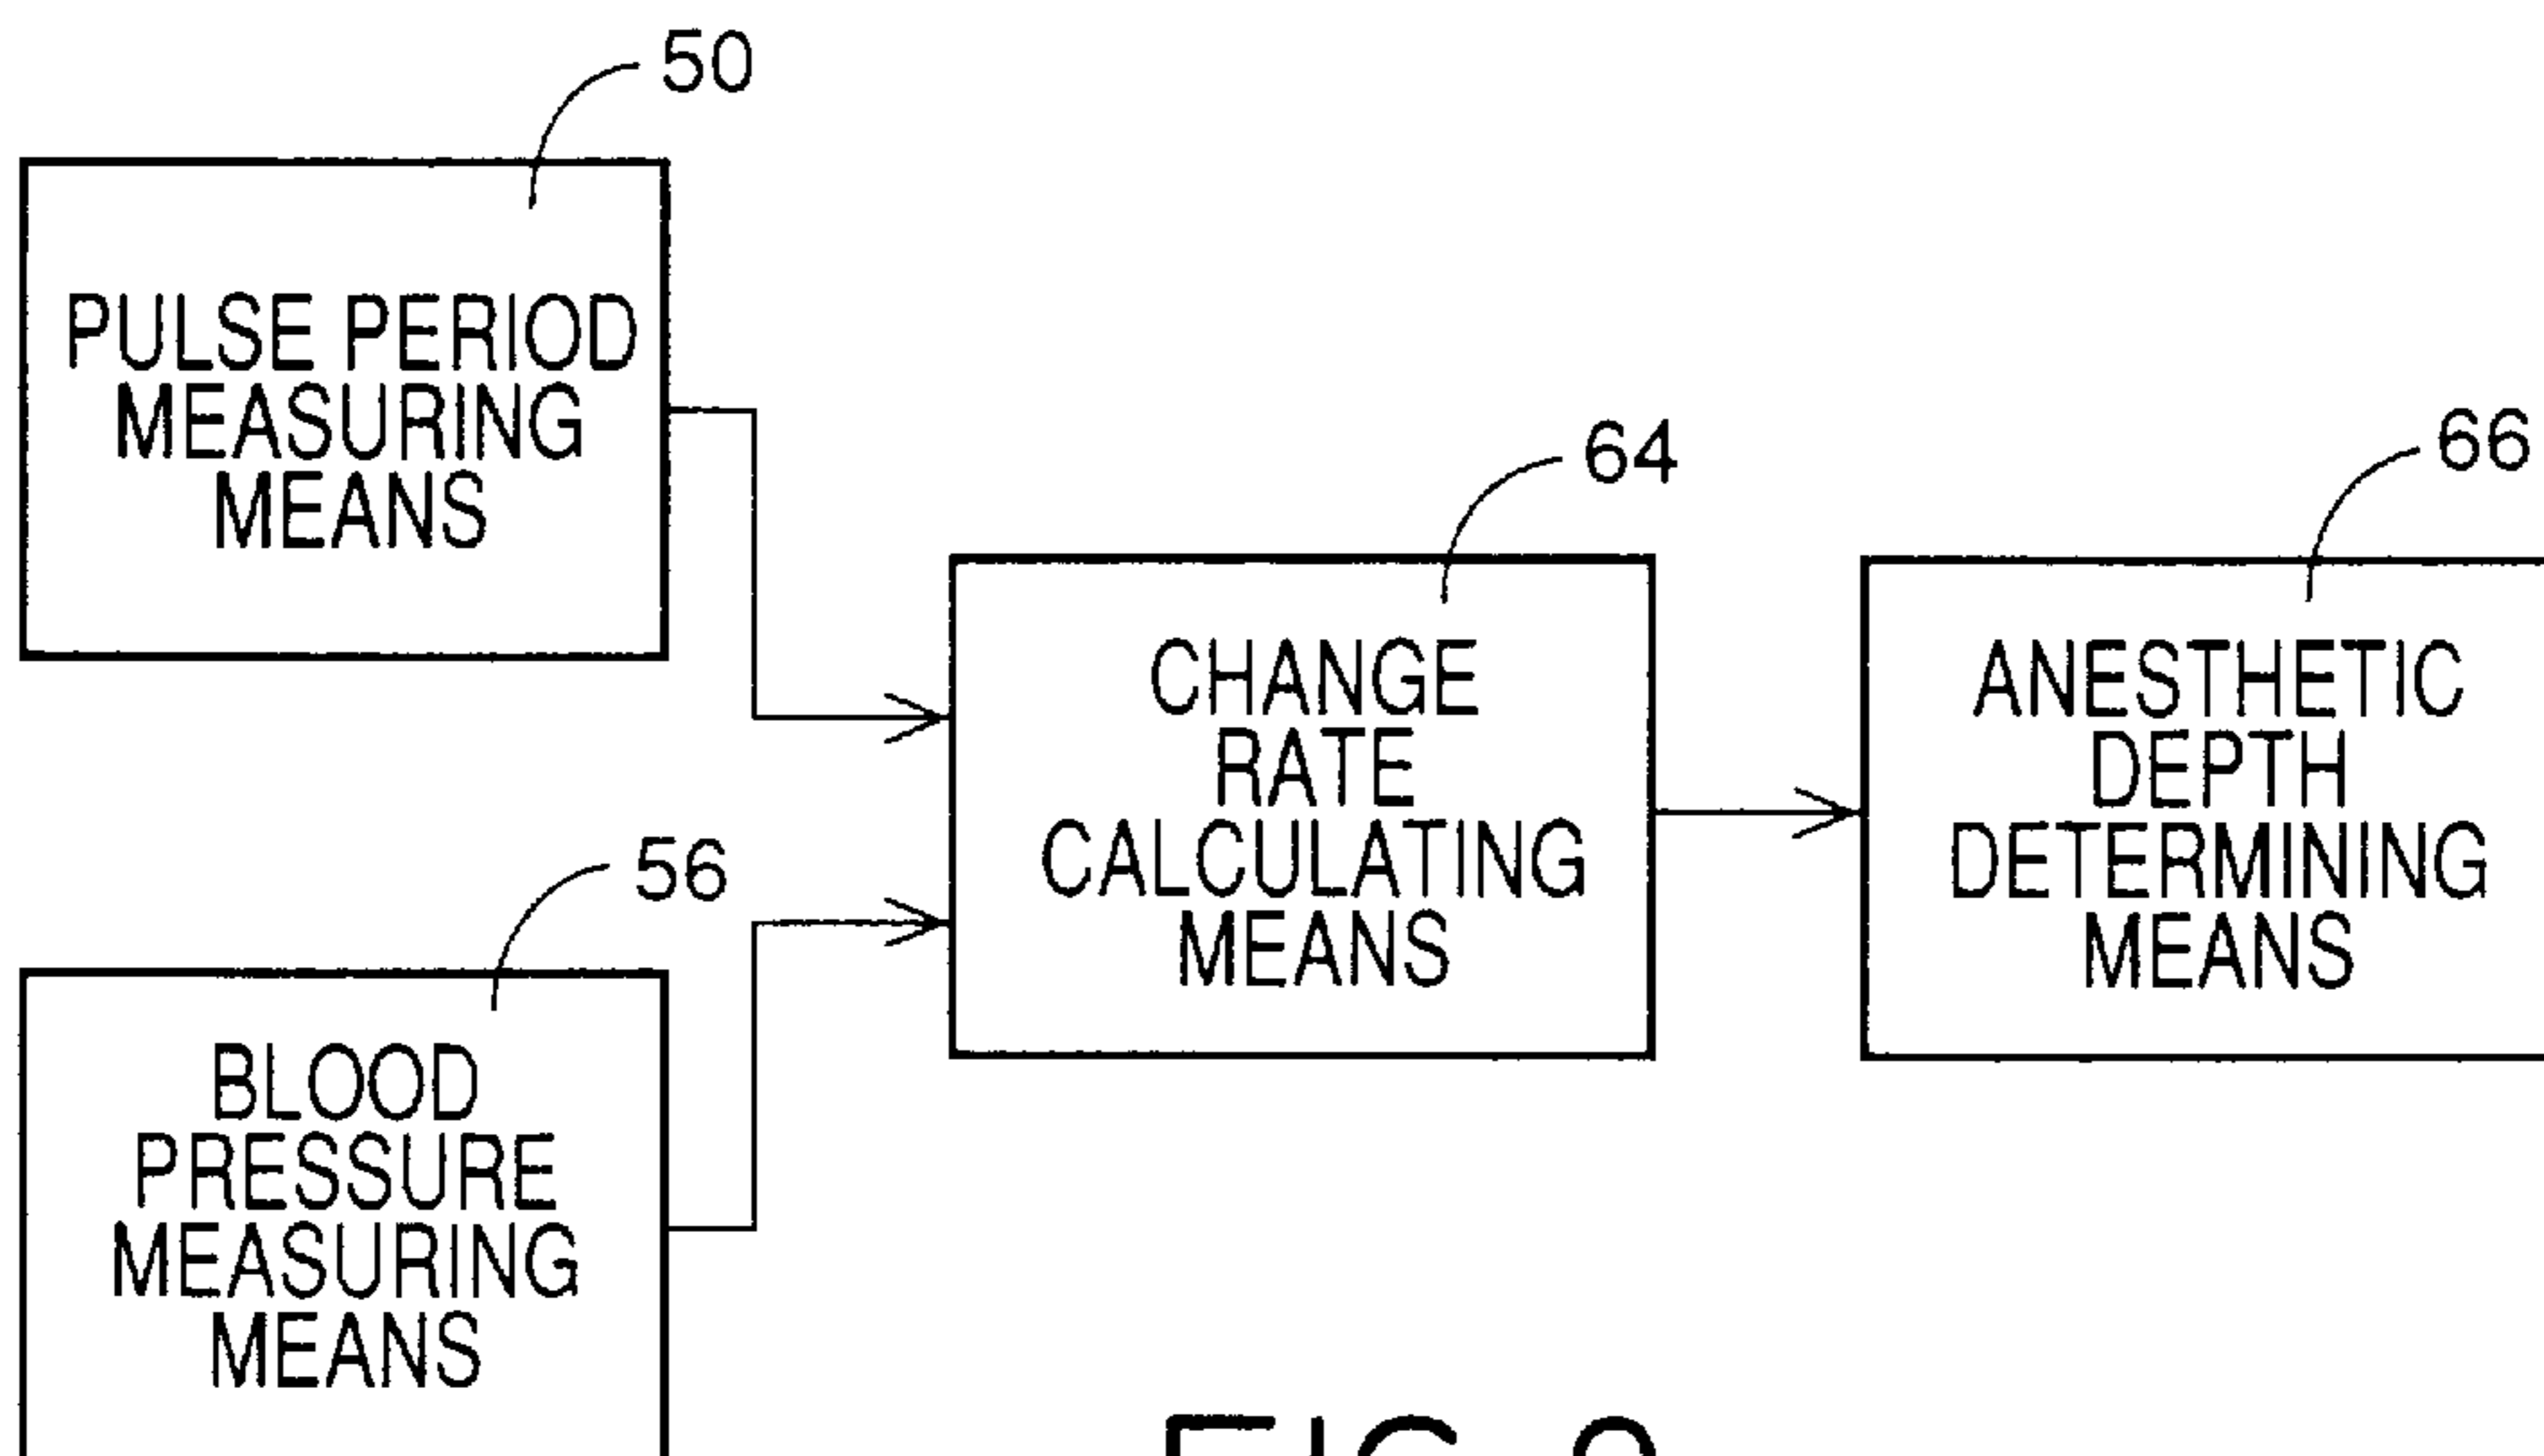 50
PULSE PERIOD
MEASURING
MEANS
64
CHANGE
RATE
CALCULATING
MEANS
66
ANESTHETIC
DEPTH
DETERMINING
MEANS
56
BLOOD
PRESSURE
MEASURING
MEANS